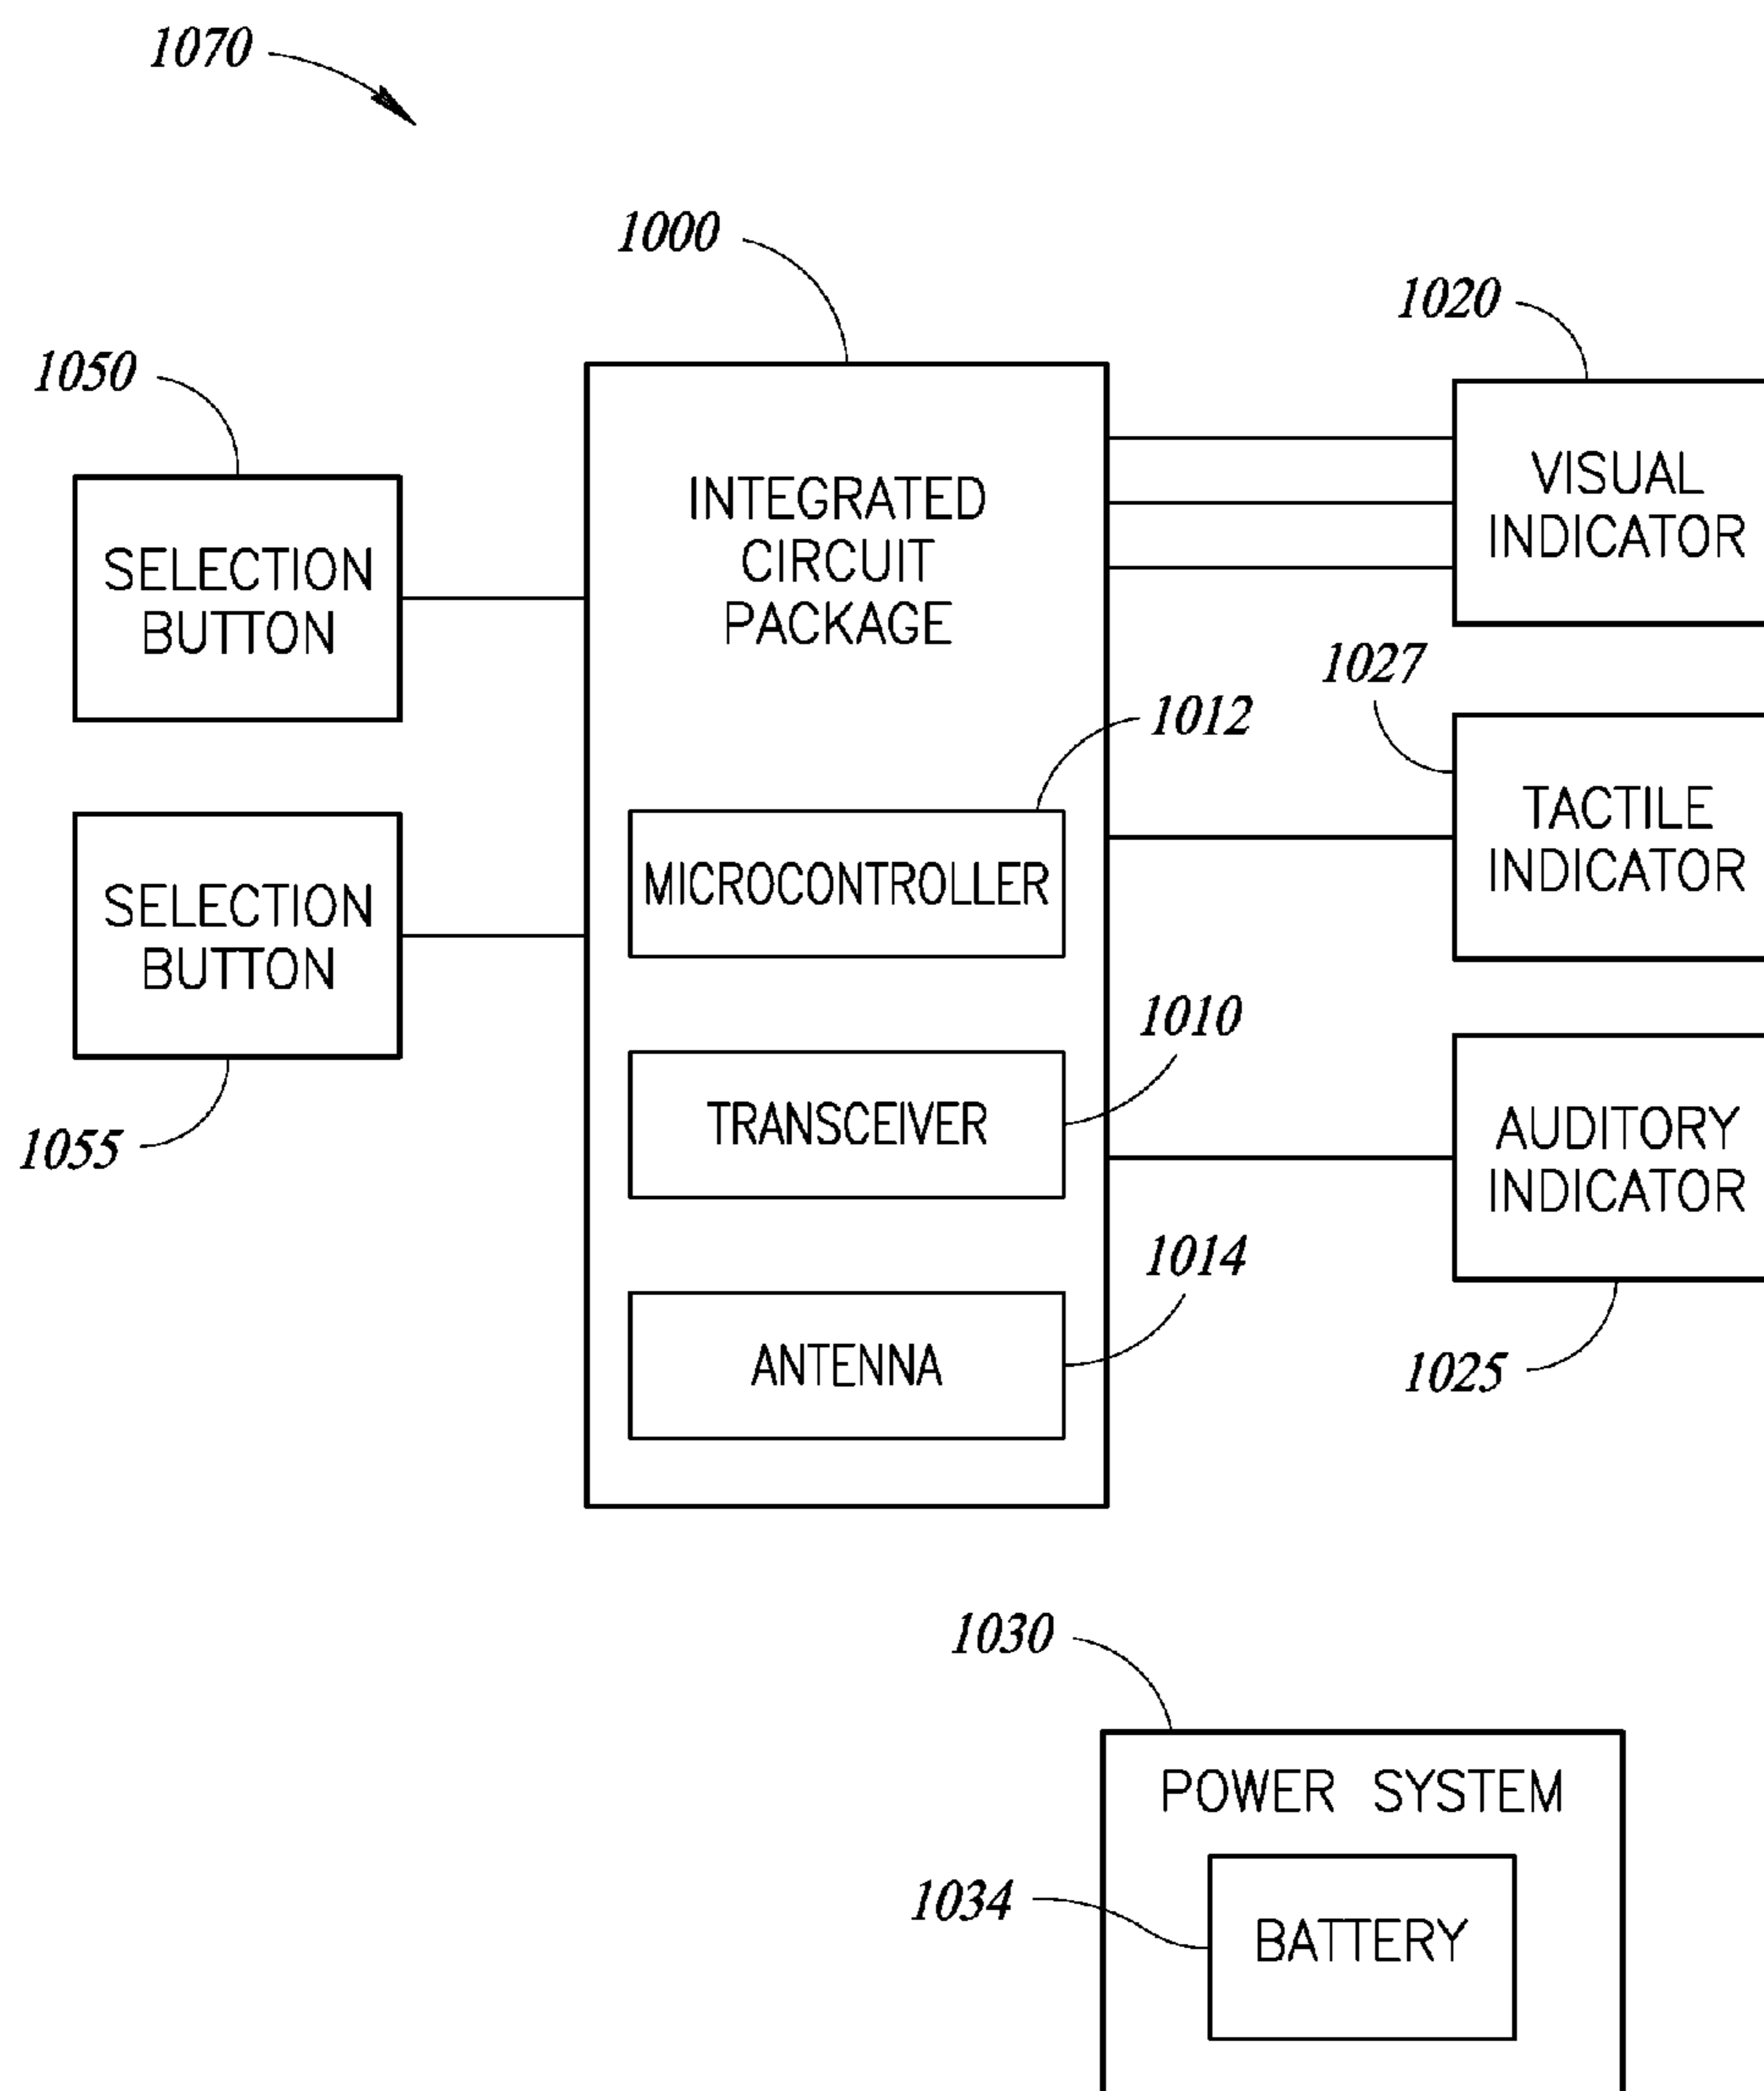 1070
1000
1020
1050
VISUAL
INDICATOR
INTEGRATED
CIRCUIT
PACKAGE
SELECTION
BUTTON
1027
1012
TACTILE
INDICATOR
MICROCONTROLLER
SELECTION
BUTTON
1010
TRANSCEIVER
AUDITORY
INDICATOR
1055
1014
ANTENNA
1025
1030
POWER SYSTEM
1034
BATTERY